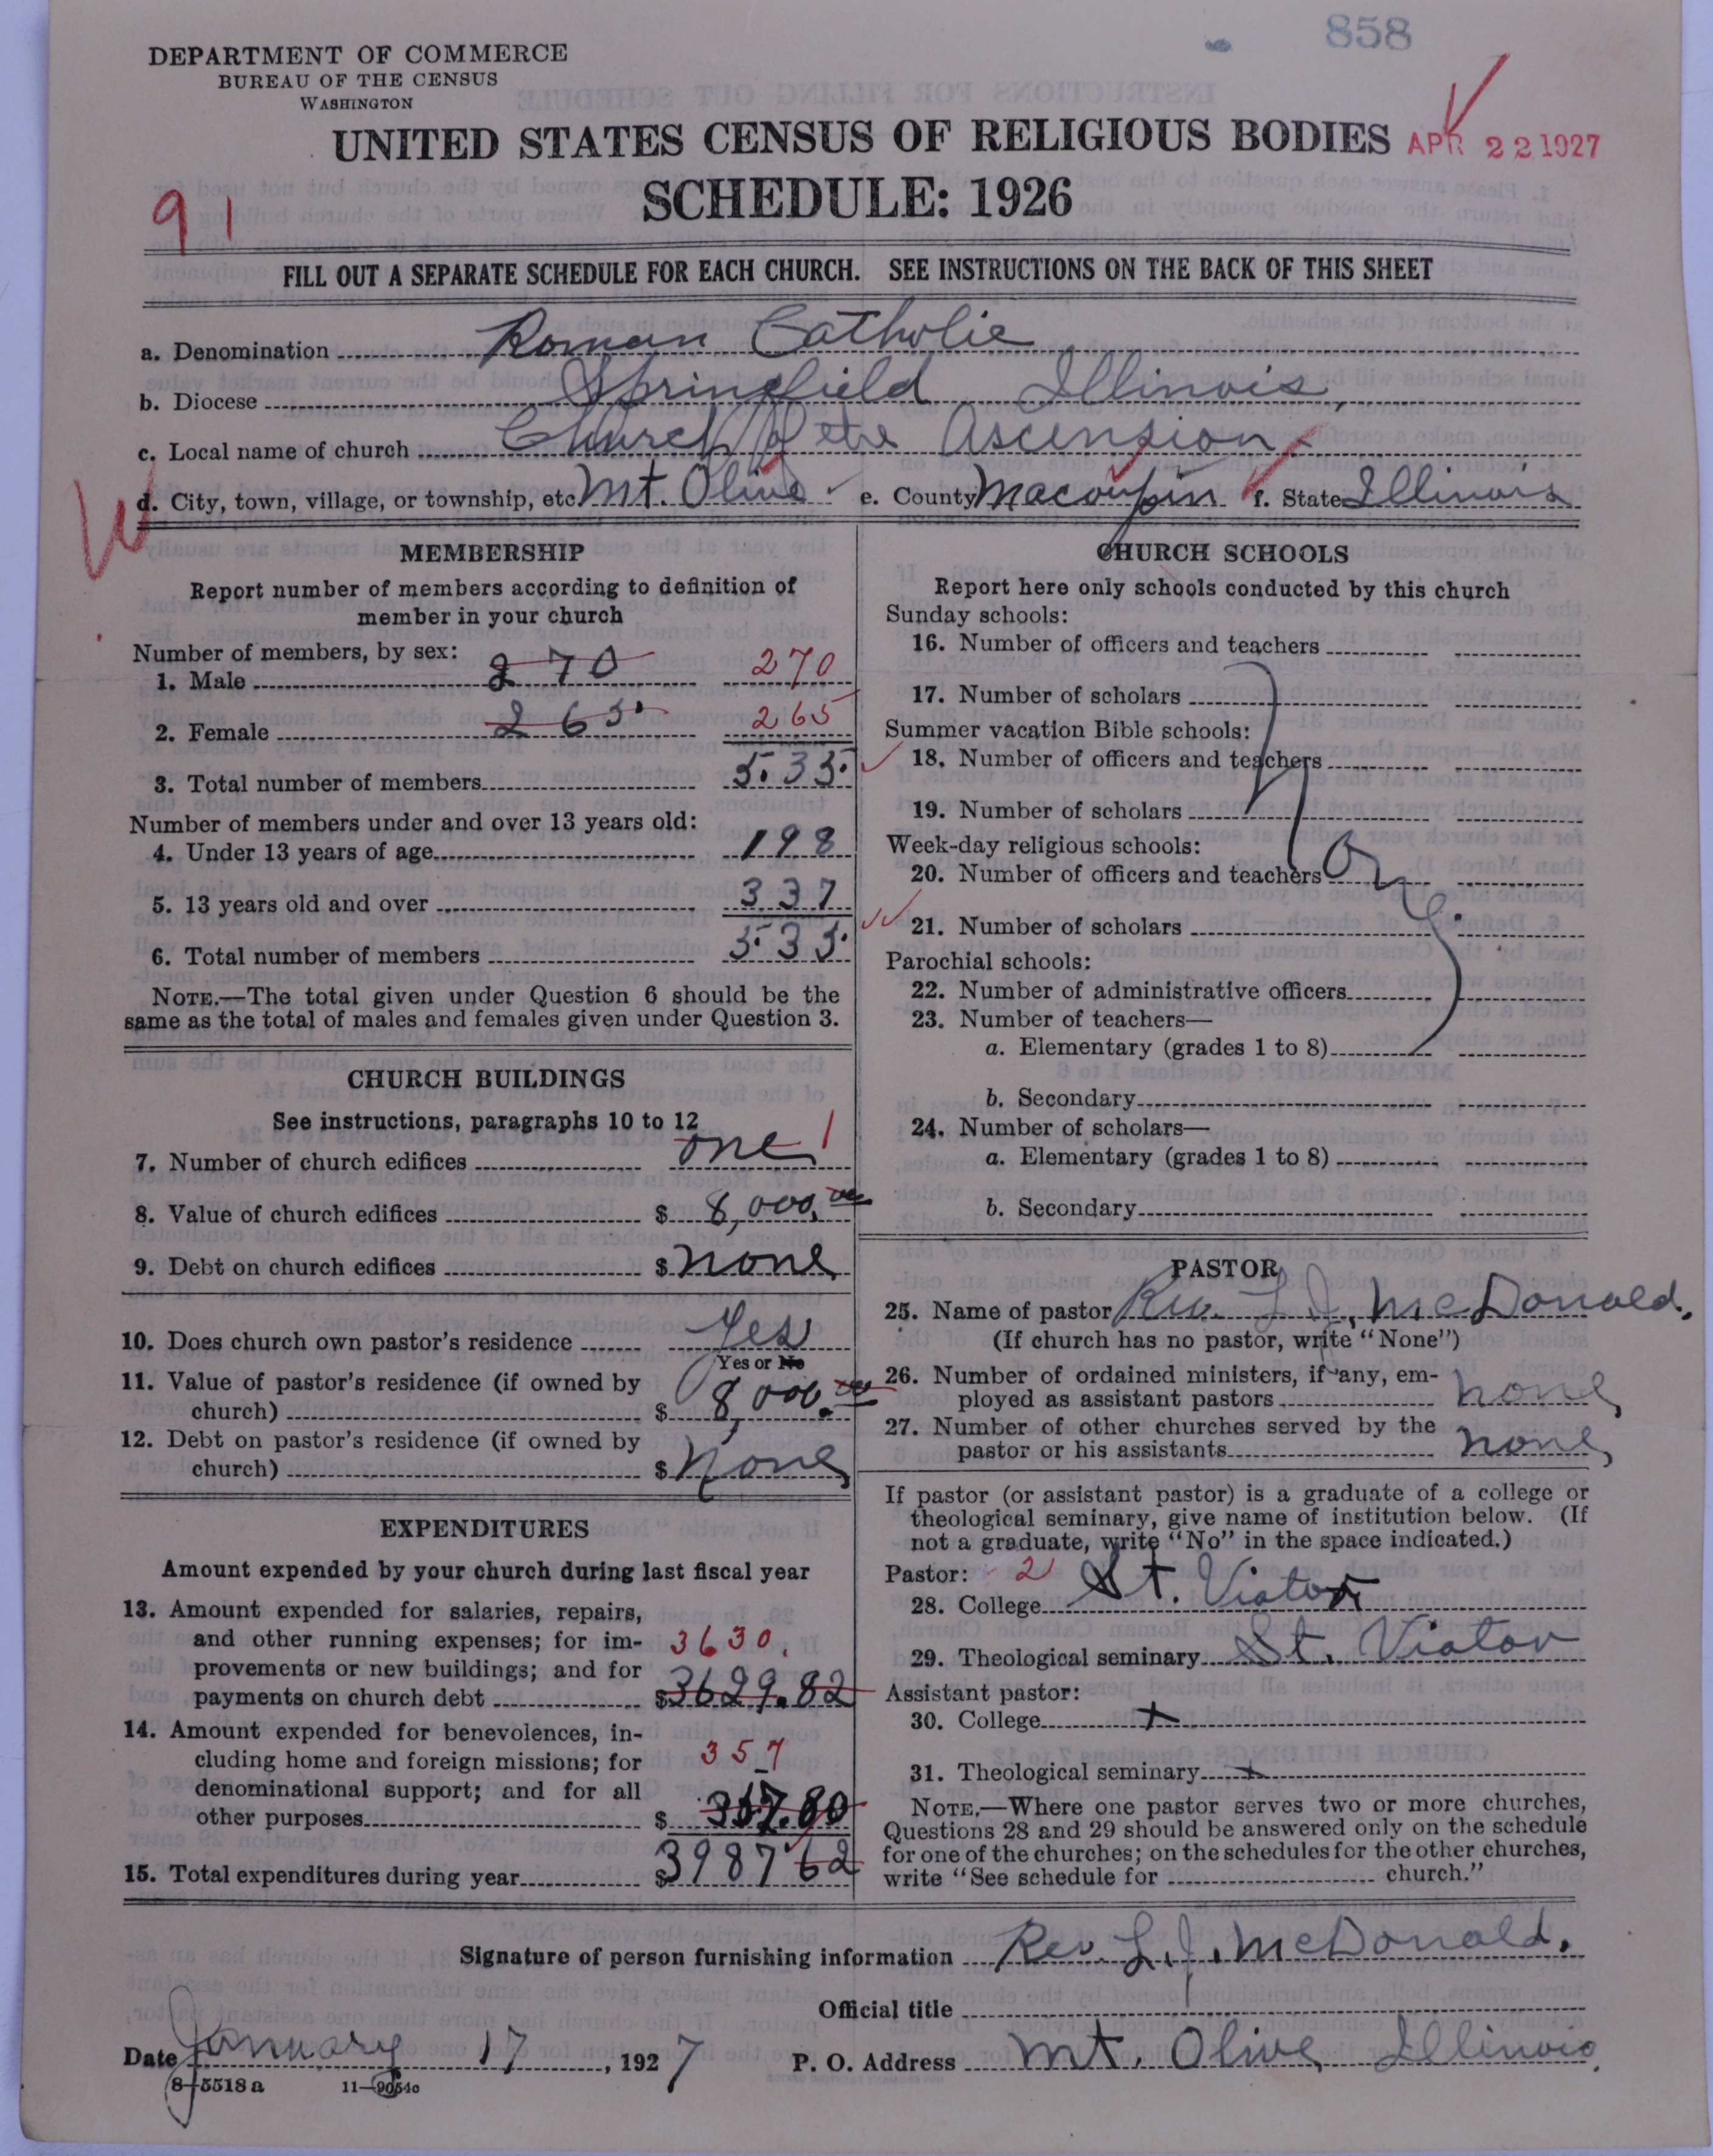 858
DEPARTMENT OF COMMERCE
BUREAU OF THE CENSUS
WASHINGTON
UNITED STATES CENSUS OF RELIGIOUS BODIES
APR 22 1927
SCHEDULE: 1926
91
FILL OUT A SEPARATE SCHEDULE FOR EACH CHURCH. SEE INSTRUCTIONS ON THE BACK OF THIS SHEET
a. Denomination Roman Catholic
b. Diocese Springfield Illinois,
c. Local name of church Church of the Ascension
d. City, town, village, or township, etc. Mt. Olive e. County Macoupin f. State Illinois
MEMBERSHIP
Report number of members according to definition of
member in your church
Number of members, by sex:
1. Male 270 270
2. Female 265 265
3. Total number of members 535
Number of members under and over 13 years old:
4. Under 13 years of age 198
5. 13 years old and over 337
6. Total number of members 535
NOTE.—The total given under Question 6 should be the
same as the total of males and females given under Question 3.
CHURCH BUILDINGS
See instructions, paragraphs 10 to 12
7. Number of church edifices one 1
8. Value of church edifices $ 8,000.00
9. Debt on church edifices $ none
10. Does church own pastor's residence Yes
Yes or No
11. Value of pastor's residence (if owned by
church) $ 8,000.00
12. Debt on pastor's residence (if owned by
church) $ None
EXPENDITURES
Amount expended by your church during last fiscal year
13. Amount expended for salaries, repairs,
and other running expenses; for im-
provements or new buildings; and for
payments on church debt $ 3629.82
3630.
14. Amount expended for benevolences, in-
cluding home and foreign missions; for
denominational support; and for all
other purposes $ 357.80
357
15. Total expenditures during year $ 3987 62
CHURCH SCHOOLS
Report here only schools conducted by this church
Sunday schools:
16. Number of officers and teachers
17. Number of scholars
Summer vacation Bible schools:
18. Number of officers and teachers
19. Number of scholars
Week-day religious schools:
20. Number of officers and teachers
21. Number of scholars
Parochial schools:
22. Number of administrative officers
23. Number of teachers—
a. Elementary (grades 1 to 8)
b. Secondary
24. Number of scholars—
a. Elementary (grades 1 to 8)
b. Secondary
PASTOR
25. Name of pastor Rev. L. J. McDonald.
(If church has no pastor, write "None")
26. Number of ordained ministers, if any, em-
ployed as assistant pastors none
27. Number of other churches served by the
pastor or his assistants none
If pastor (or assistant pastor) is a graduate of a college or
theological seminary, give name of institution below. (If
not a graduate, write "No" in the space indicated.)
Pastor: 2
28. College St. Viator
29. Theological seminary St. Viator
Assistant pastor:
30. College
31. Theological seminary
NOTE.—Where one pastor serves two or more churches,
Questions 28 and 29 should be answered only on the schedule
for one of the churches; on the schedules for the other churches,
write "See schedule for church."
Signature of person furnishing information Rev. L. J. McDonald.
Official title
Date January 17, 1927 P. O. Address Mt. Olive Illinois.
8—5518 a 11—9054c